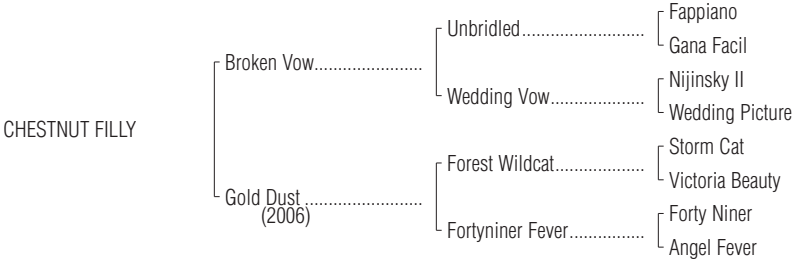 Fappiano
Unbridled........................
Gana Facil
Broken Vow.......................
Nijinsky II
Wedding Vow....................
Wedding Picture
CHESTNUT FILLY
Storm Cat
Forest Wildcat...................
Victoria Beauty
Gold Dust .........................
(2006)
Forty Niner
Fortyniner Fever................
Angel Fever